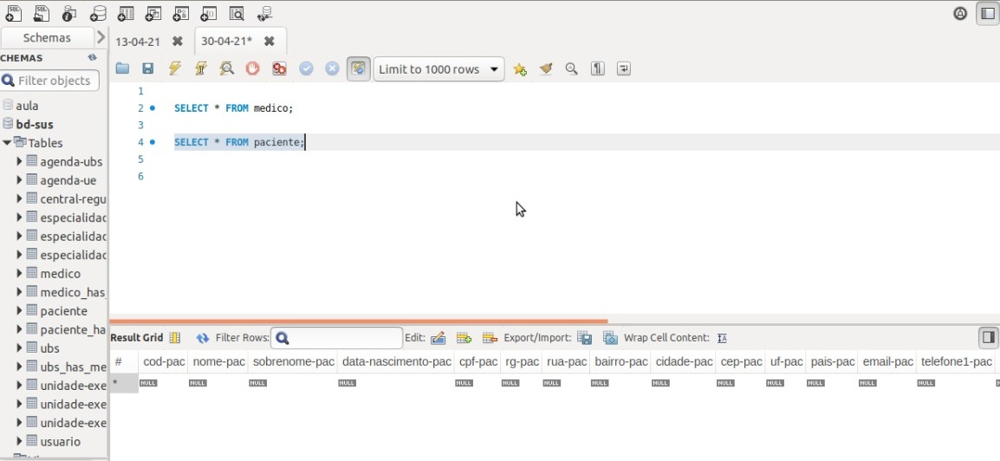 Schemas
13-04-21
30-04-21*
CHEMAS
Filter objects
Limit to 1000 rows
aula
bd-sus
Tables
agenda-ubs
agenda-ue
central-regu
especialidac
especialidac
especialidac
medico
medico_has_
paciente
paciente_ha
ubs
ubs_has_me
unidade-exe
unidade-exe
unidade-exe
usuario
1
2 SELECT * FROM medico;
3
4 SELECT * FROM paciente;
5
6
Result Grid Filter Rows: Edit: Export/Import: Wrap Cell Content:
# cod-pac nome-pac sobrenome-pac data-nascimento-pac cpf-pac rg-pac rua-pac bairro-pac cidade-pac cep-pac uf-pac pais-pac email-pac telefone1-pac
* NULL NULL NULL NULL NULL NULL NULL NULL NULL NULL NULL NULL NULL NULL